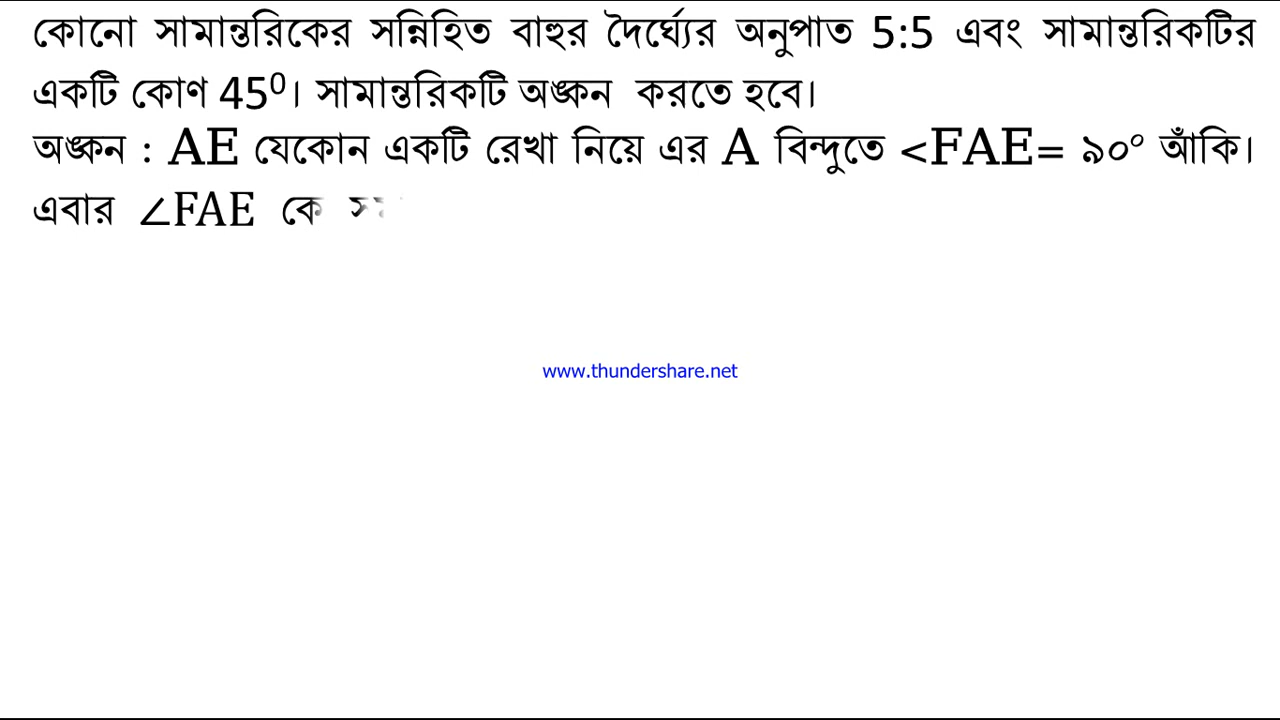 কোনো সামান্তরিকের সন্নিহিত বাহুর দৈর্ঘ্যের অনুপাত 5:5 এবং সামান্তরিকটির
একটি কোণ 45⁰। সামান্তরিকটি অঙ্কন করতে হবে।
অঙ্কন : AE যেকোন একটি রেখা নিয়ে এর A বিন্দুতে <FAE= ৯০° আঁকি।
এবার ∠FAE কে
www.thundershare.net